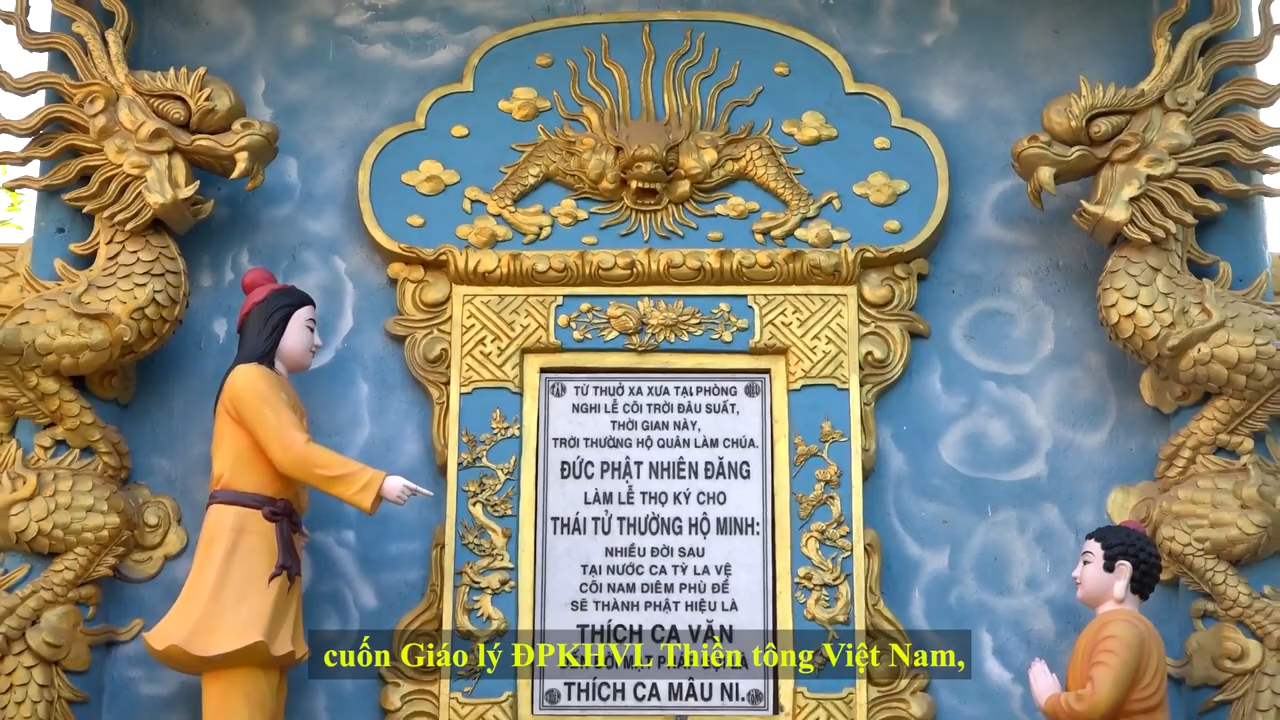 TỪ THUỞ XA XƯA TẠI PHÒNG
NGHI LỄ CÕI TRỜI ĐÂU SUẤT,
THỜI GIAN NÀY,
TRỜI THƯỜNG HỘ QUÂN LÀM CHÚA.
ĐỨC PHẬT NHIÊN ĐĂNG
LÀM LỄ THỌ KÝ CHO
THÁI TỬ THƯỜNG HỘ MINH:
NHIỀU ĐỜI SAU
TẠI NƯỚC CA TỲ LA VỆ
CÕI NAM DIÊM PHÙ ĐỀ
SẼ THÀNH PHẬT HIỆU LÀ
THÍCH CA VĂN
cuốn Giáo lý ĐPKHVL Thiền tông Việt Nam,
THÍCH CA MÂU NI.